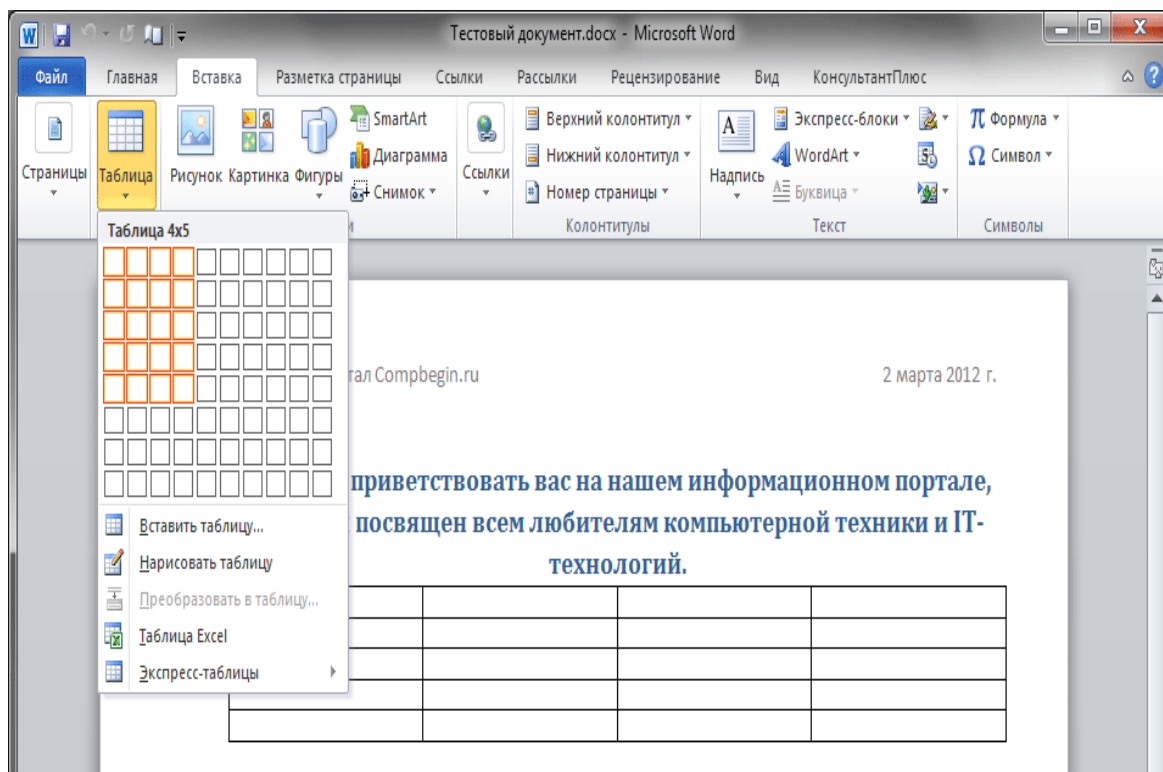 Тестовый документ.docx - Microsoft Word
Файл Главная Вставка Разметка страницы Ссылки Рассылки Рецензирование Вид КонсультантПлюс
Страницы
Таблица
Рисунок Картинка Фигуры
SmartArt
Диаграмма
Снимок
Ссылки
Верхний колонтитул
Нижний колонтитул
Номер страницы
Колонтитулы
A
Надпись
Экспресс-блоки
WordArt
Буквица
Текст
π Формула
Ω Символ
Символы
Таблица 4x5
Вставить таблицу...
Нарисовать таблицу
Преобразовать в таблицу...
Таблица Excel
Экспресс-таблицы
Compbegin.ru 2 марта 2012 г.
приветствовать вас на нашем информационном портале,
посвящен всем любителям компьютерной техники и IT-
технологий.